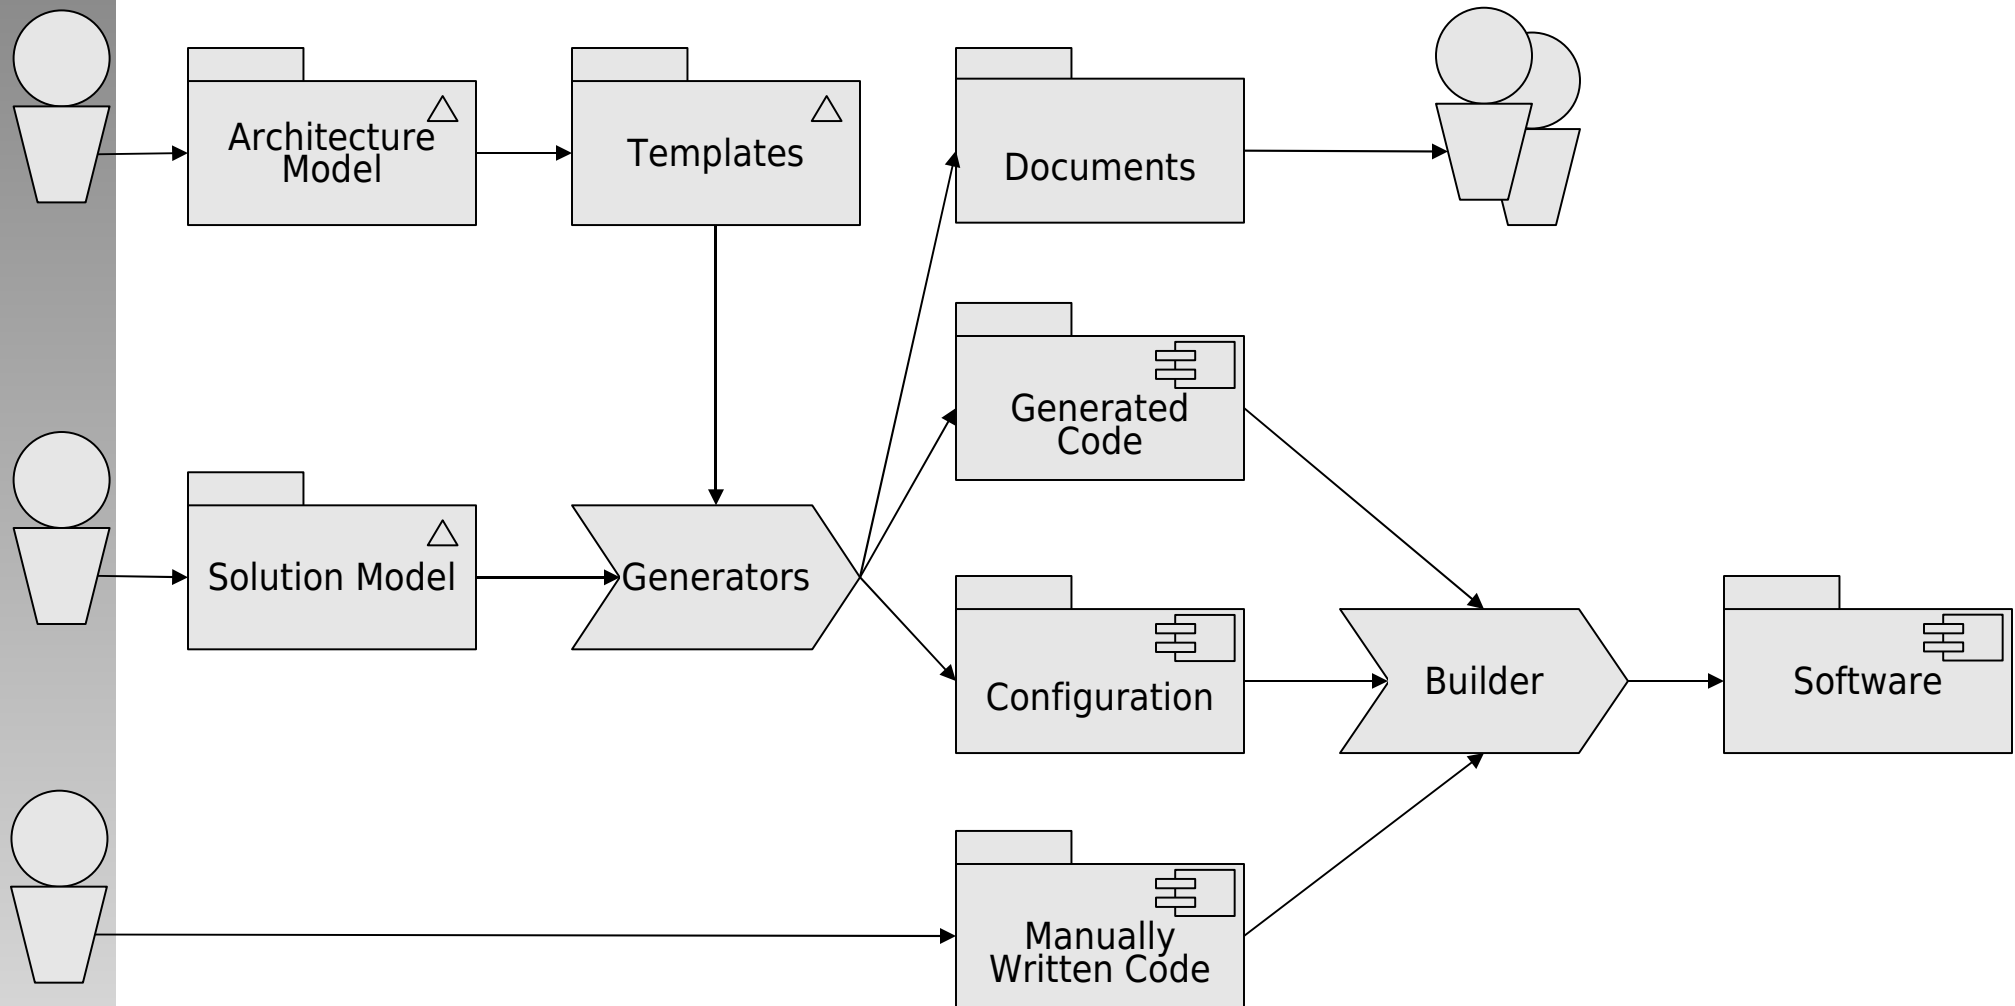 Architecture
Model
Templates
Documents
Generated
Code
Solution Model
Generators
Configuration
Builder
Software
Manually
Written Code